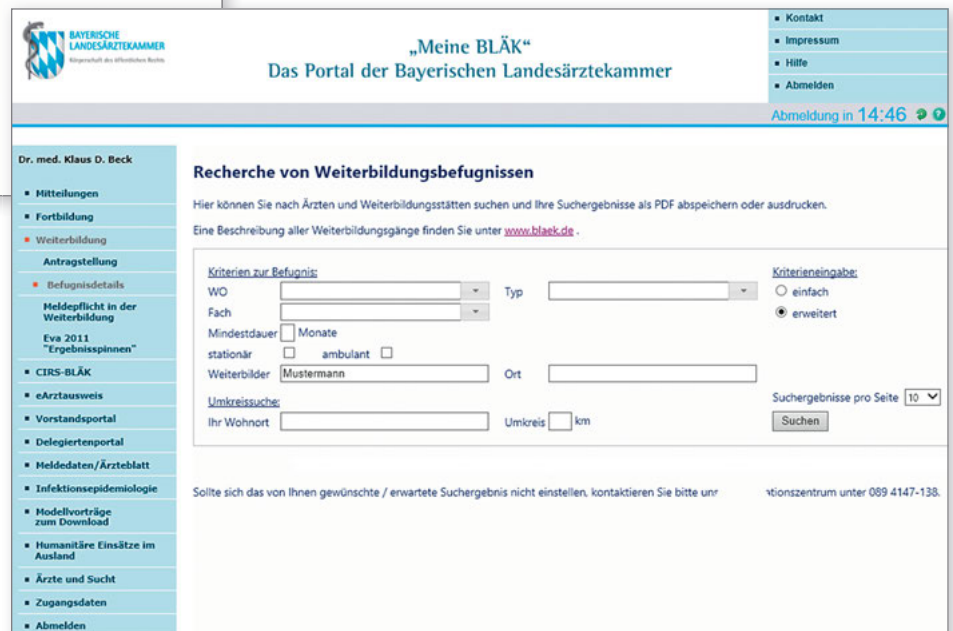 BAYERISCHE
LANDESÄRZTEKAMMER
Körperschaft des öffentlichen Rechts
„Meine BLÄK“
Das Portal der Bayerischen Landesärztekammer
Kontakt
Impressum
Hilfe
Abmelden
Abmeldung in 14:46
Dr. med. Klaus D. Beck
Mitteilungen
Fortbildung
Weiterbildung
Antragstellung
Befugnisdetails
Meldepflicht in der
Weiterbildung
Eva 2011
"Ergebnisspinnen"
CIRS-BLÄK
eArztausweis
Vorstandsportal
Delegiertenportal
Meldedaten/Ärzteblatt
Infektionsepidemiologie
Modellvorträge
zum Download
Humanitäre Einsätze im
Ausland
Ärzte und Sucht
Zugangsdaten
Abmelden
Recherche von Weiterbildungsbefugnissen
Hier können Sie nach Ärzten und Weiterbildungsstätten suchen und Ihre Suchergebnisse als PDF abspeichern oder ausdrucken.
Eine Beschreibung aller Weiterbildungsgänge finden Sie unter www.blaek.de .
Kriterien zur Befugnis:
WO Typ
Fach
Mindestdauer Monate
stationär ambulant
Weiterbilder Mustermann Ort
Umkreissuche:
Ihr Wohnort Umkreis km
Kriterieneingabe:
einfach
erweitert
Suchergebnisse pro Seite 10
Suchen
Sollte sich das von Ihnen gewünschte / erwartete Suchergebnis nicht einstellen, kontaktieren Sie bitte uns ationszentrum unter 089 4147-138.